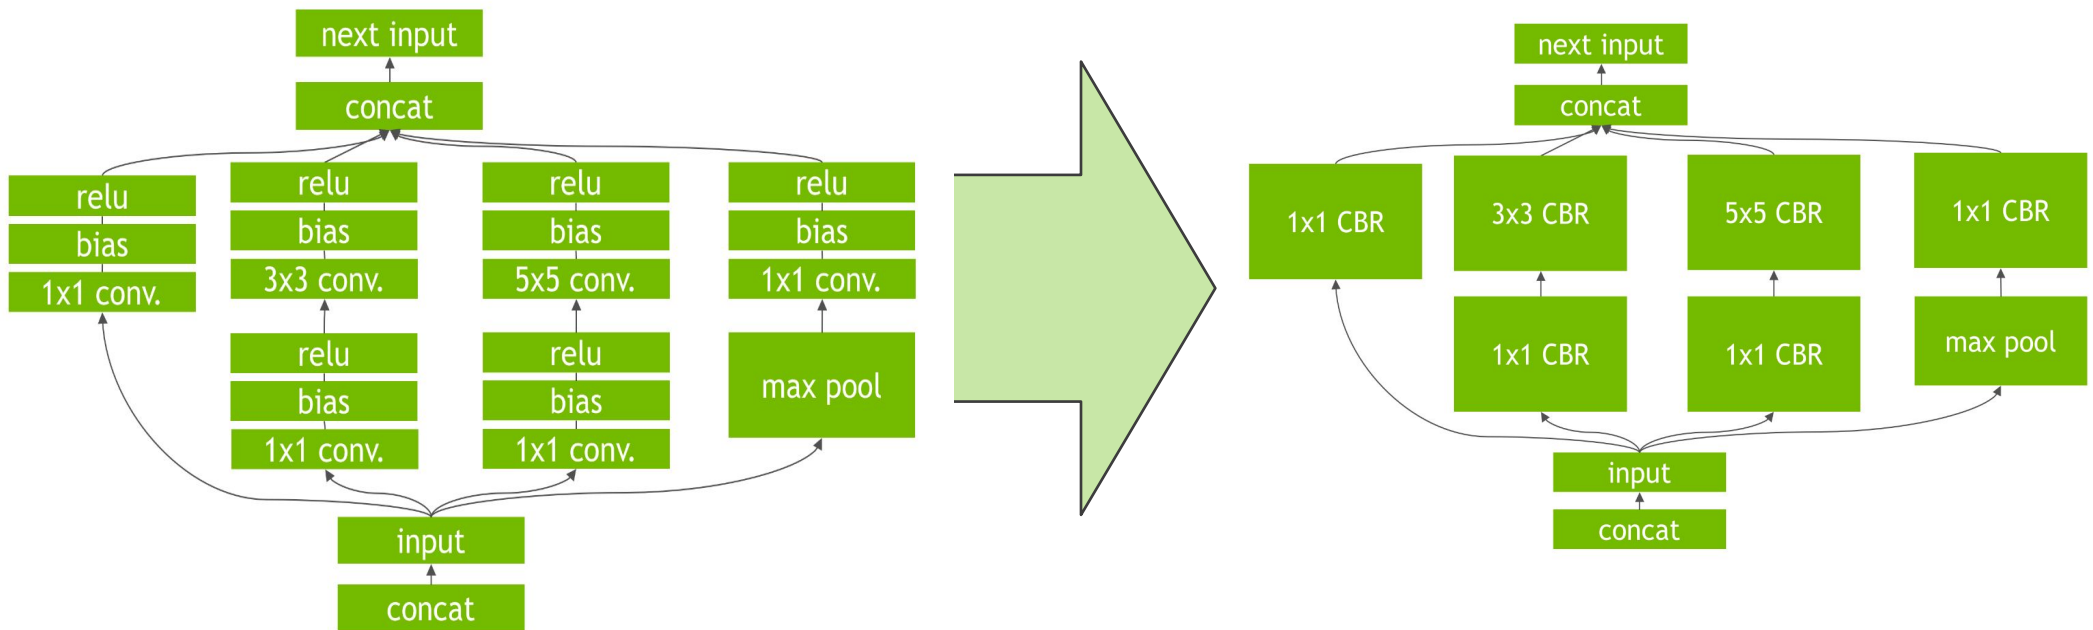 next input
concat
relu
bias
1x1 conv.
relu
bias
3x3 conv.
relu
bias
1x1 conv.
relu
bias
5x5 conv.
relu
bias
1x1 conv.
relu
bias
1x1 conv.
max pool
input
concat
next input
concat
1x1 CBR
3x3 CBR
1x1 CBR
5x5 CBR
1x1 CBR
1x1 CBR
max pool
input
concat